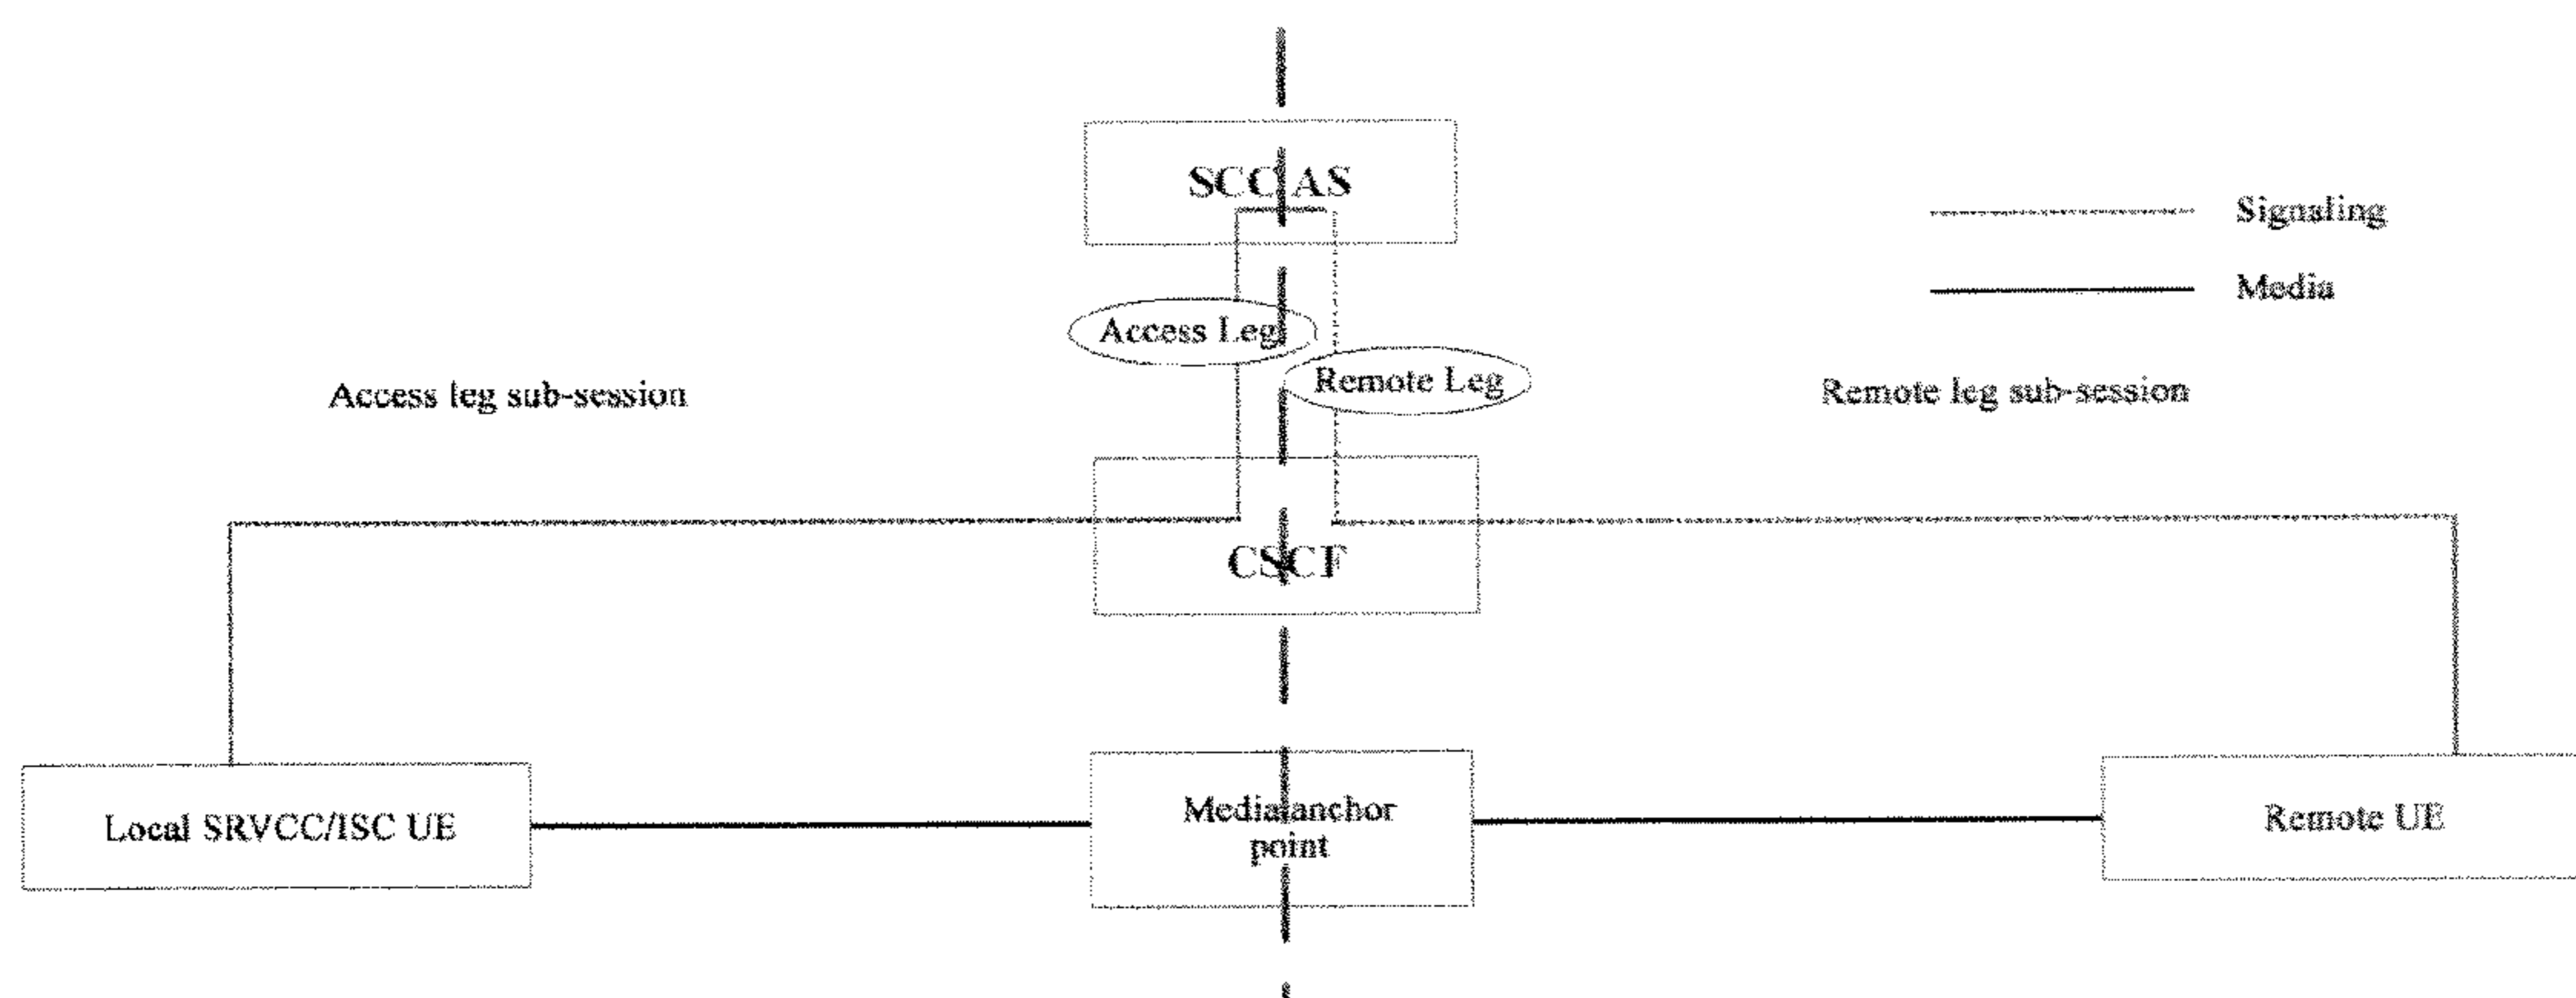 SCC AS
Signaling
Media
Access Leg
Remote Leg
Access leg sub-session
Remote leg sub-session
CSCF
Local SRVCC/ISC UE
Media anchor
point
Remote UE